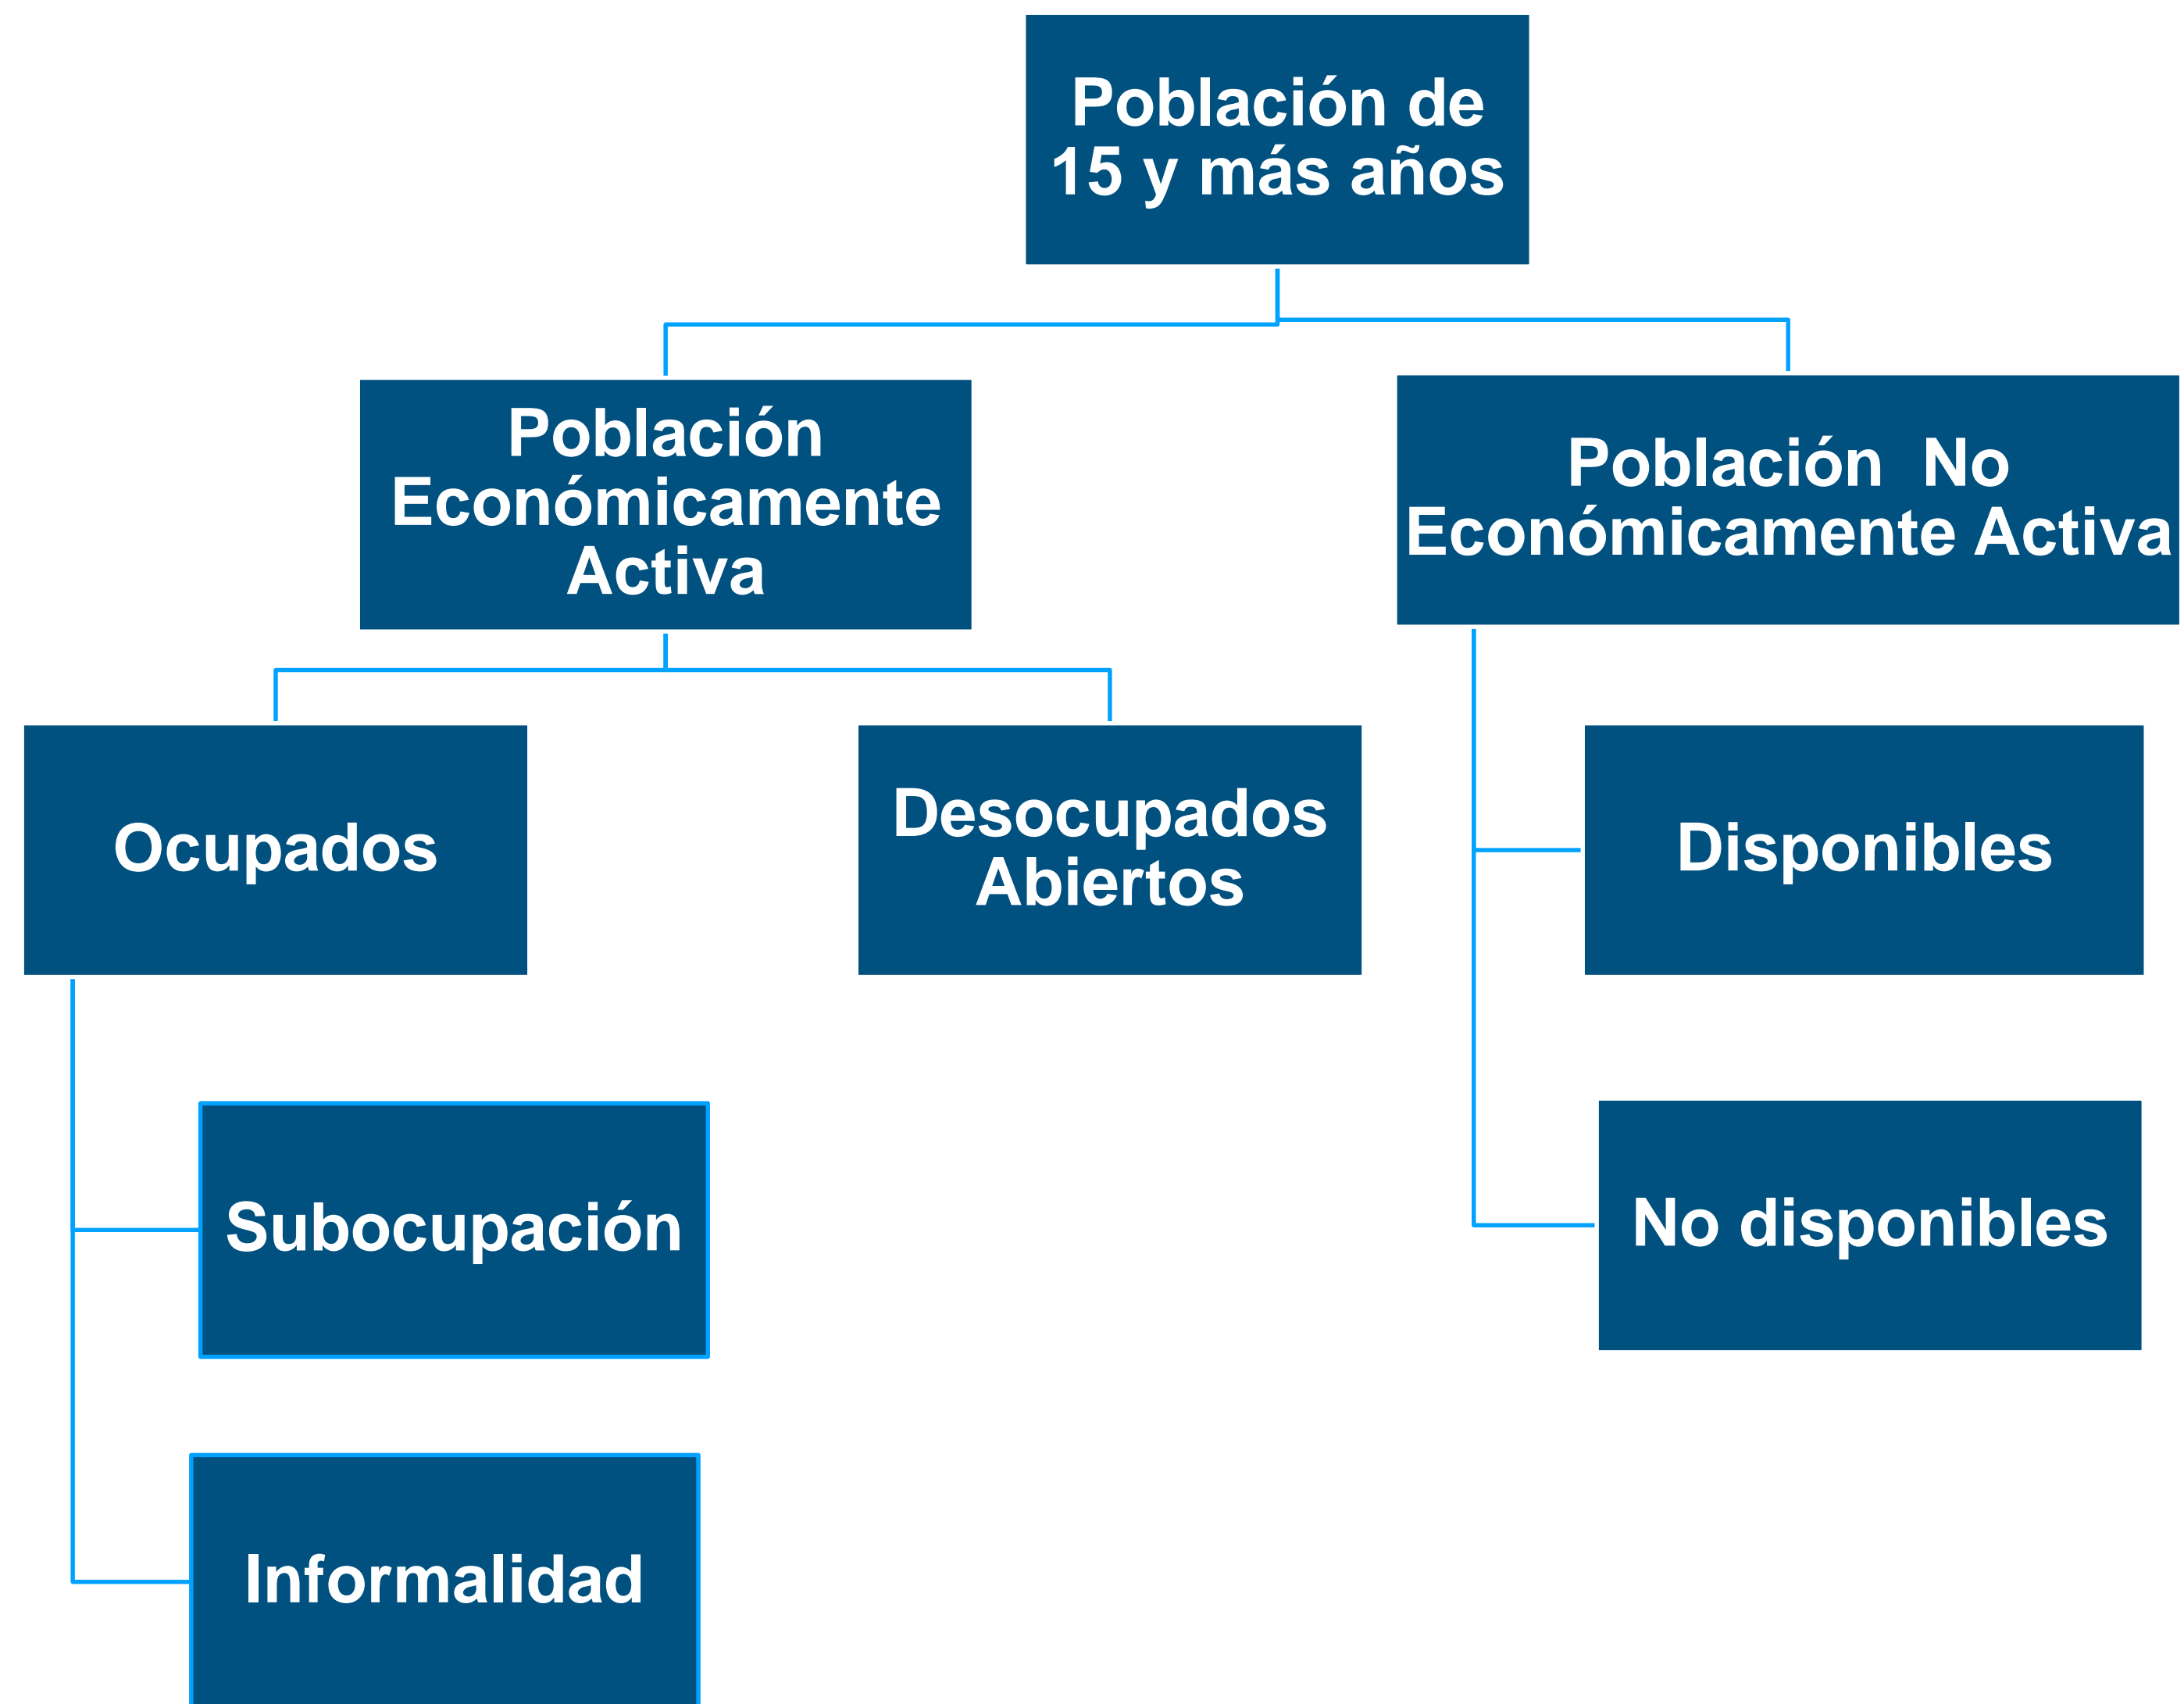 Población de
15 y más años
Población
Económicamente
Activa
Población No
Económicamente Activa
Ocupados
Desocupados
Abiertos
Disponibles
Subocupación
No disponibles
Informalidad